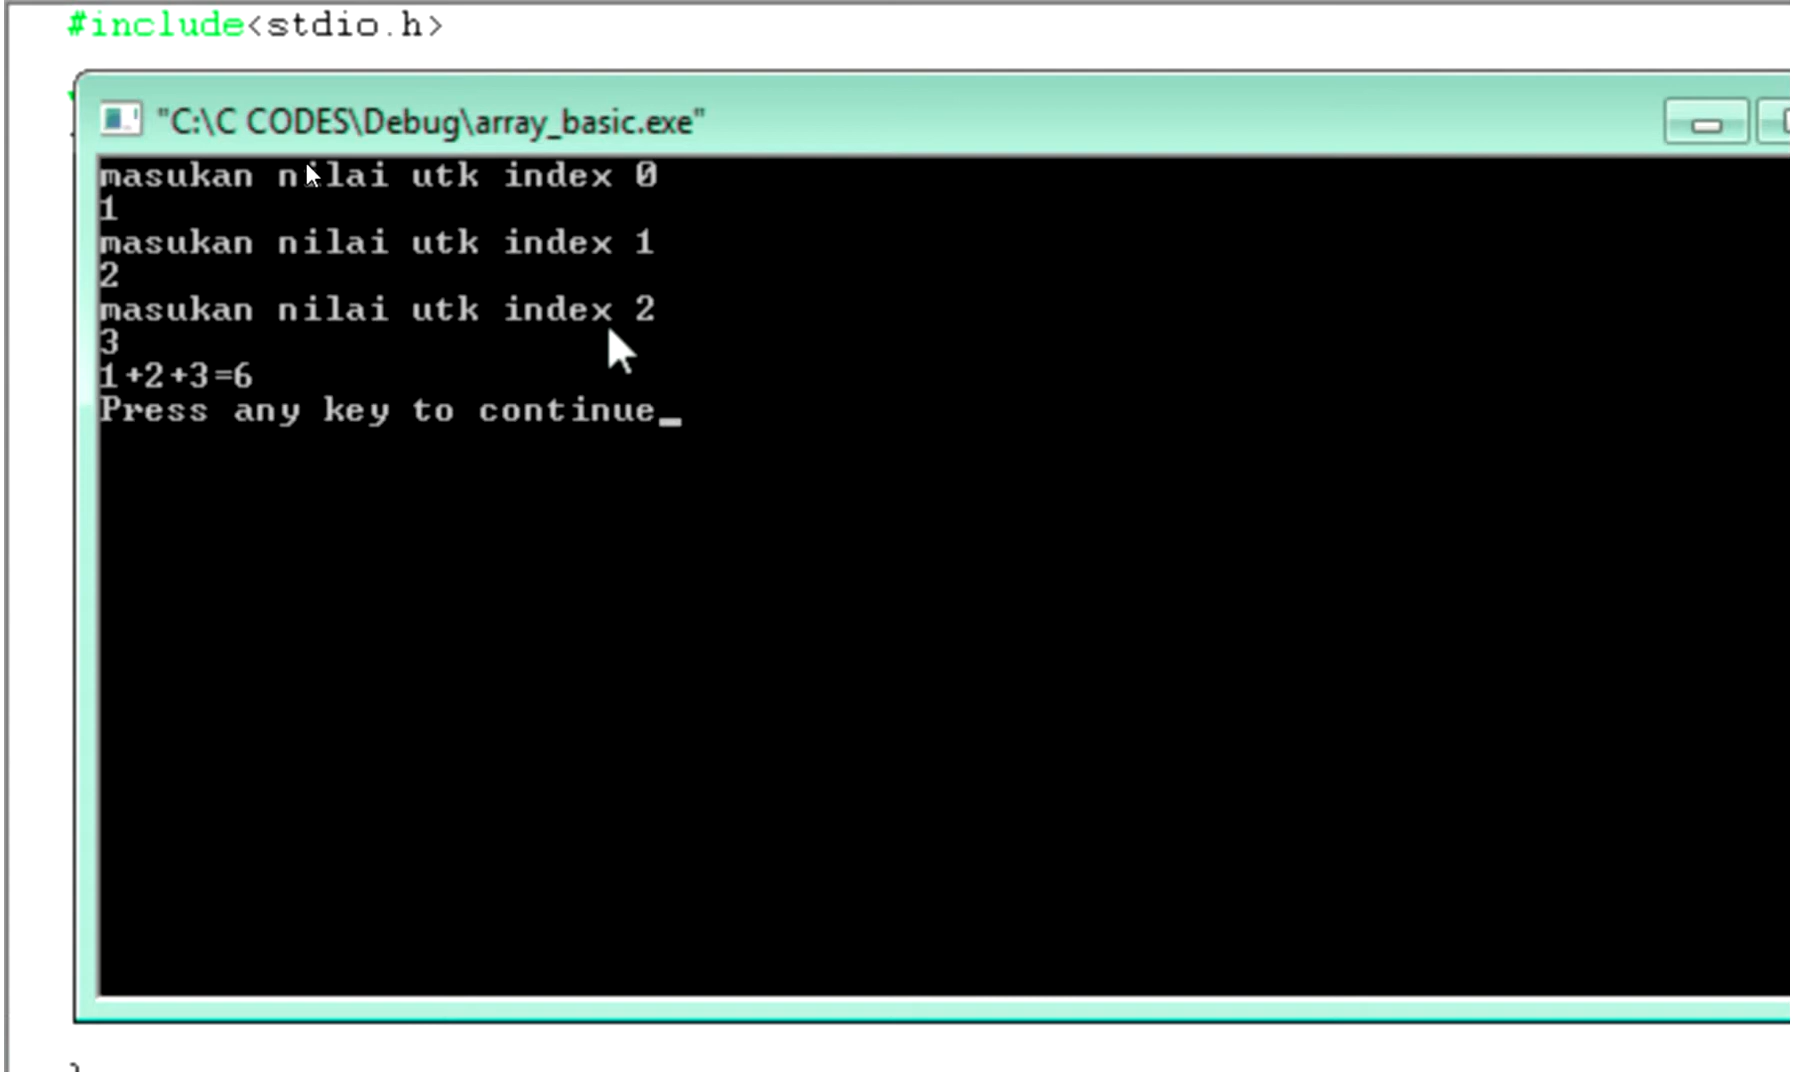 #include<stdio.h>
"C:\C CODES\Debug\array_basic.exe"
masukan nilai utk index 0
1
masukan nilai utk index 1
2
masukan nilai utk index 2
3
1+2+3=6
Press any key to continue_
}